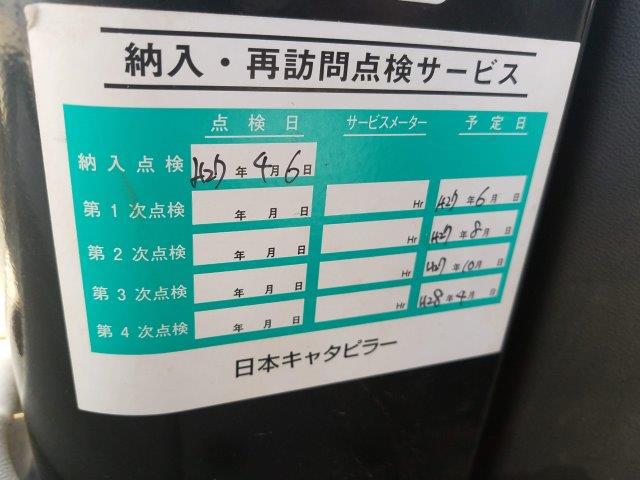 納入・再訪問点検サービス
点検日 サービスメーター 予定日
納入点検 H27年4月6日
第1次点検 年 月 日 Hr H27年6月 日
第2次点検 年 月 日 Hr H27年8月 日
第3次点検 年 月 日 Hr H27年10月 日
第4次点検 年 月 日 Hr H28年4月 日
日本キャタピラー